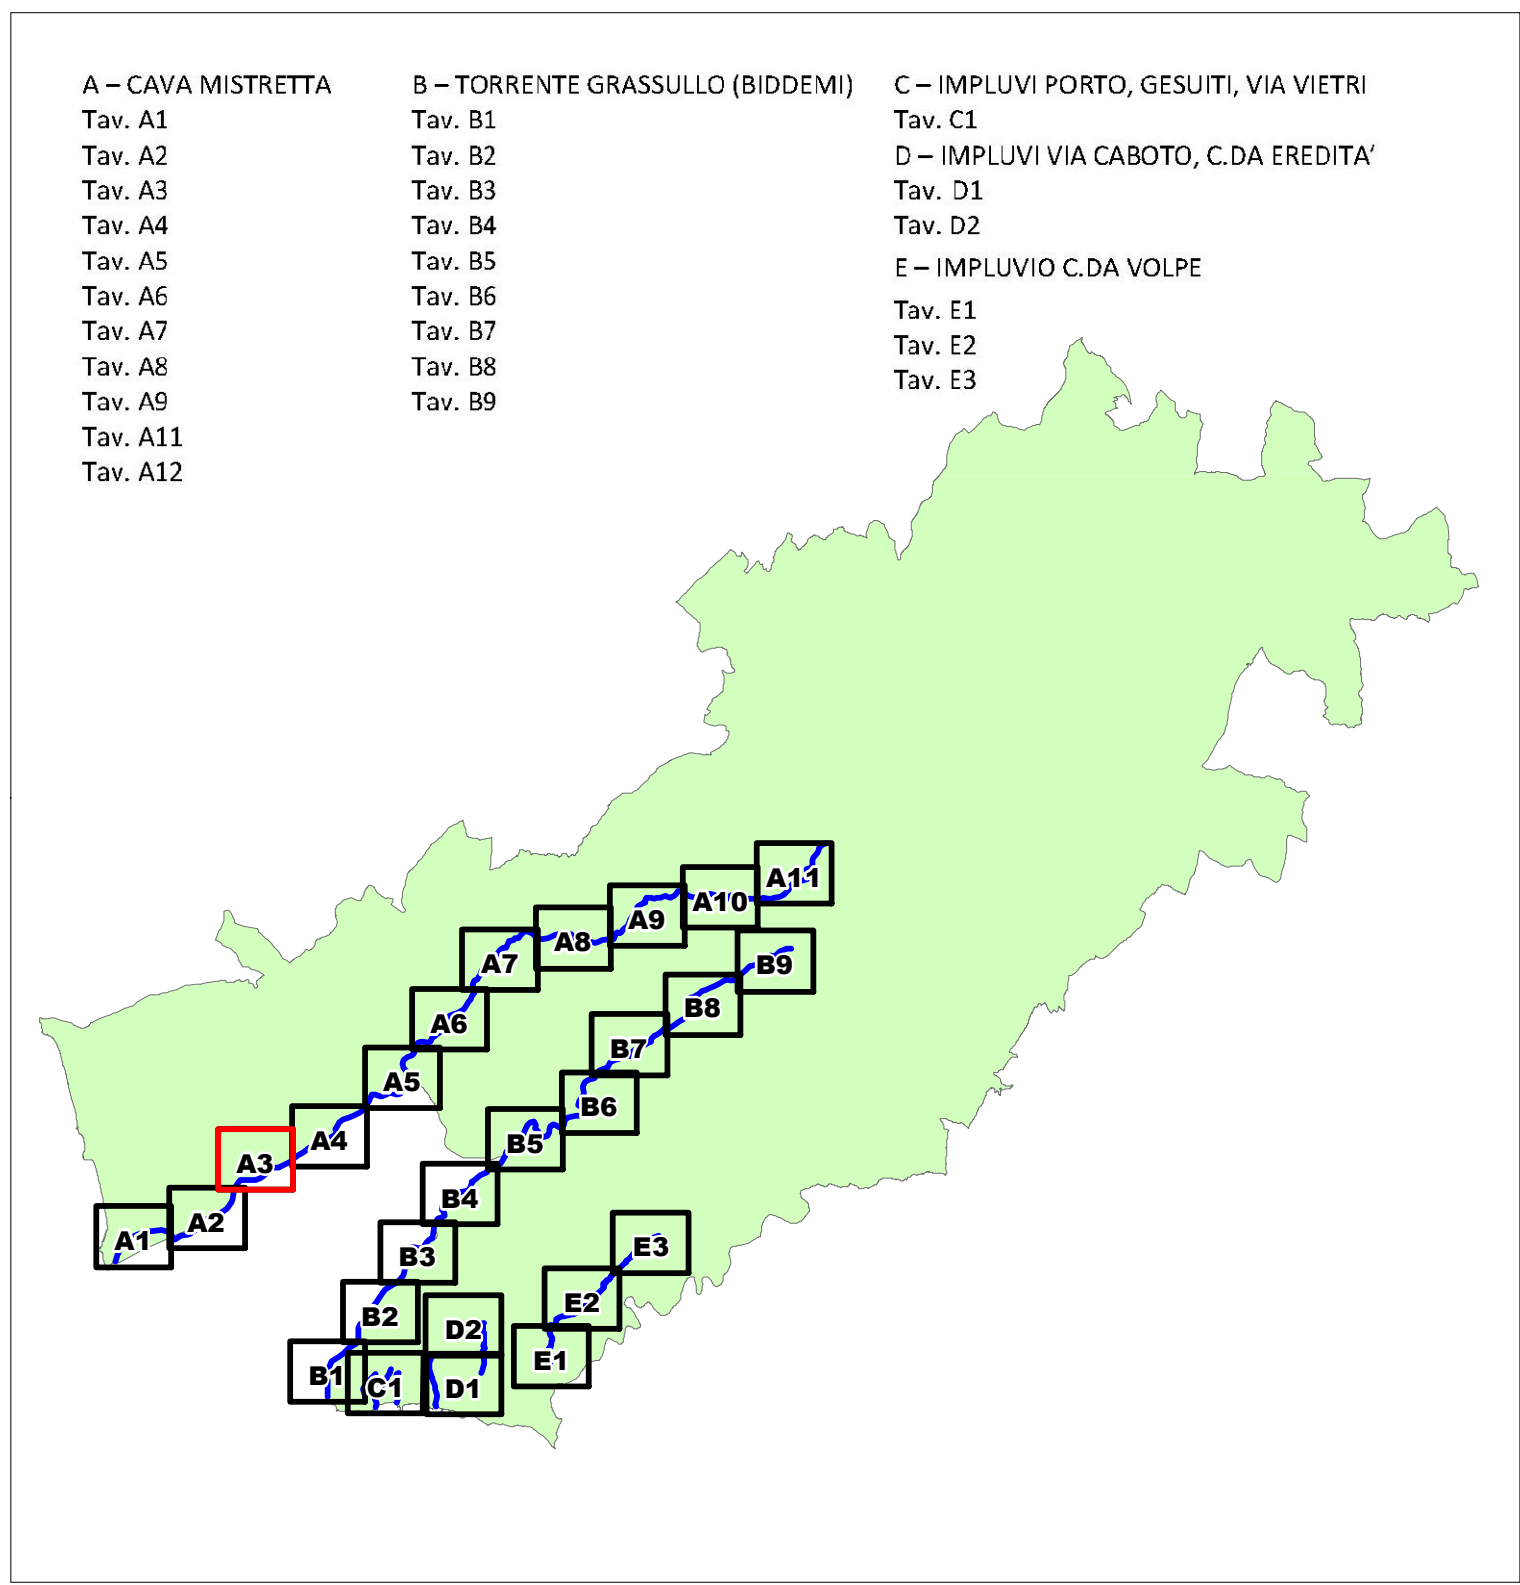 A – CAVA MISTRETTA
Tav. A1
Tav. A2
Tav. A3
Tav. A4
Tav. A5
Tav. A6
Tav. A7
Tav. A8
Tav. A9
Tav. A11
Tav. A12
B – TORRENTE GRASSULLO (BIDDEMI)
Tav. B1
Tav. B2
Tav. B3
Tav. B4
Tav. B5
Tav. B6
Tav. B7
Tav. B8
Tav. B9
C – IMPLUVI PORTO, GESUITI, VIA VIETRI
Tav. C1
D – IMPLUVI VIA CABOTO, C.DA EREDITA’
Tav. D1
Tav. D2
E – IMPLUVIO C.DA VOLPE
Tav. E1
Tav. E2
Tav. E3
A11
A10
A9
A8
A7
B9
B8
A6
B7
A5
B6
A4
B5
A3
B4
A2
A1
B3
E3
B2
D2
E2
B1
C1
D1
E1